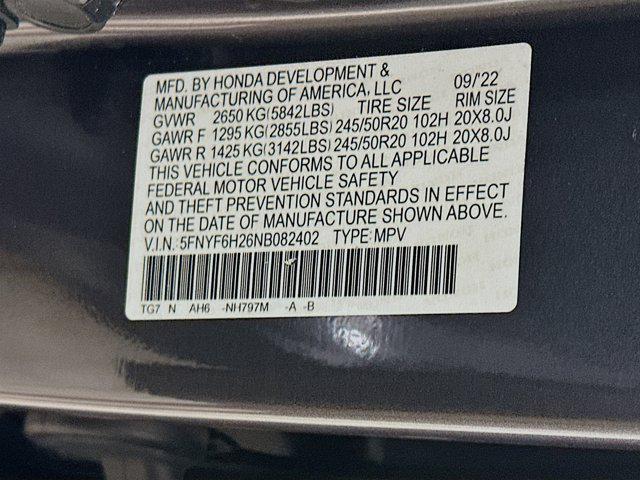 MFD. BY HONDA DEVELOPMENT &
MANUFACTURING OF AMERICA, LLC 09/'22
GVWR 2650 KG(5842LBS) TIRE SIZE RIM SIZE
GAWR F 1295 KG(2855LBS) 245/50R20 102H 20X8.0J
GAWR R 1425 KG(3142LBS) 245/50R20 102H 20X8.0J
THIS VEHICLE CONFORMS TO ALL APPLICABLE
FEDERAL MOTOR VEHICLE SAFETY
AND THEFT PREVENTION STANDARDS IN EFFECT
ON THE DATE OF MANUFACTURE SHOWN ABOVE.
V.I.N: 5FNYF6H26NB082402 TYPE: MPV
TG7 N AH6 -NH797M -A -B